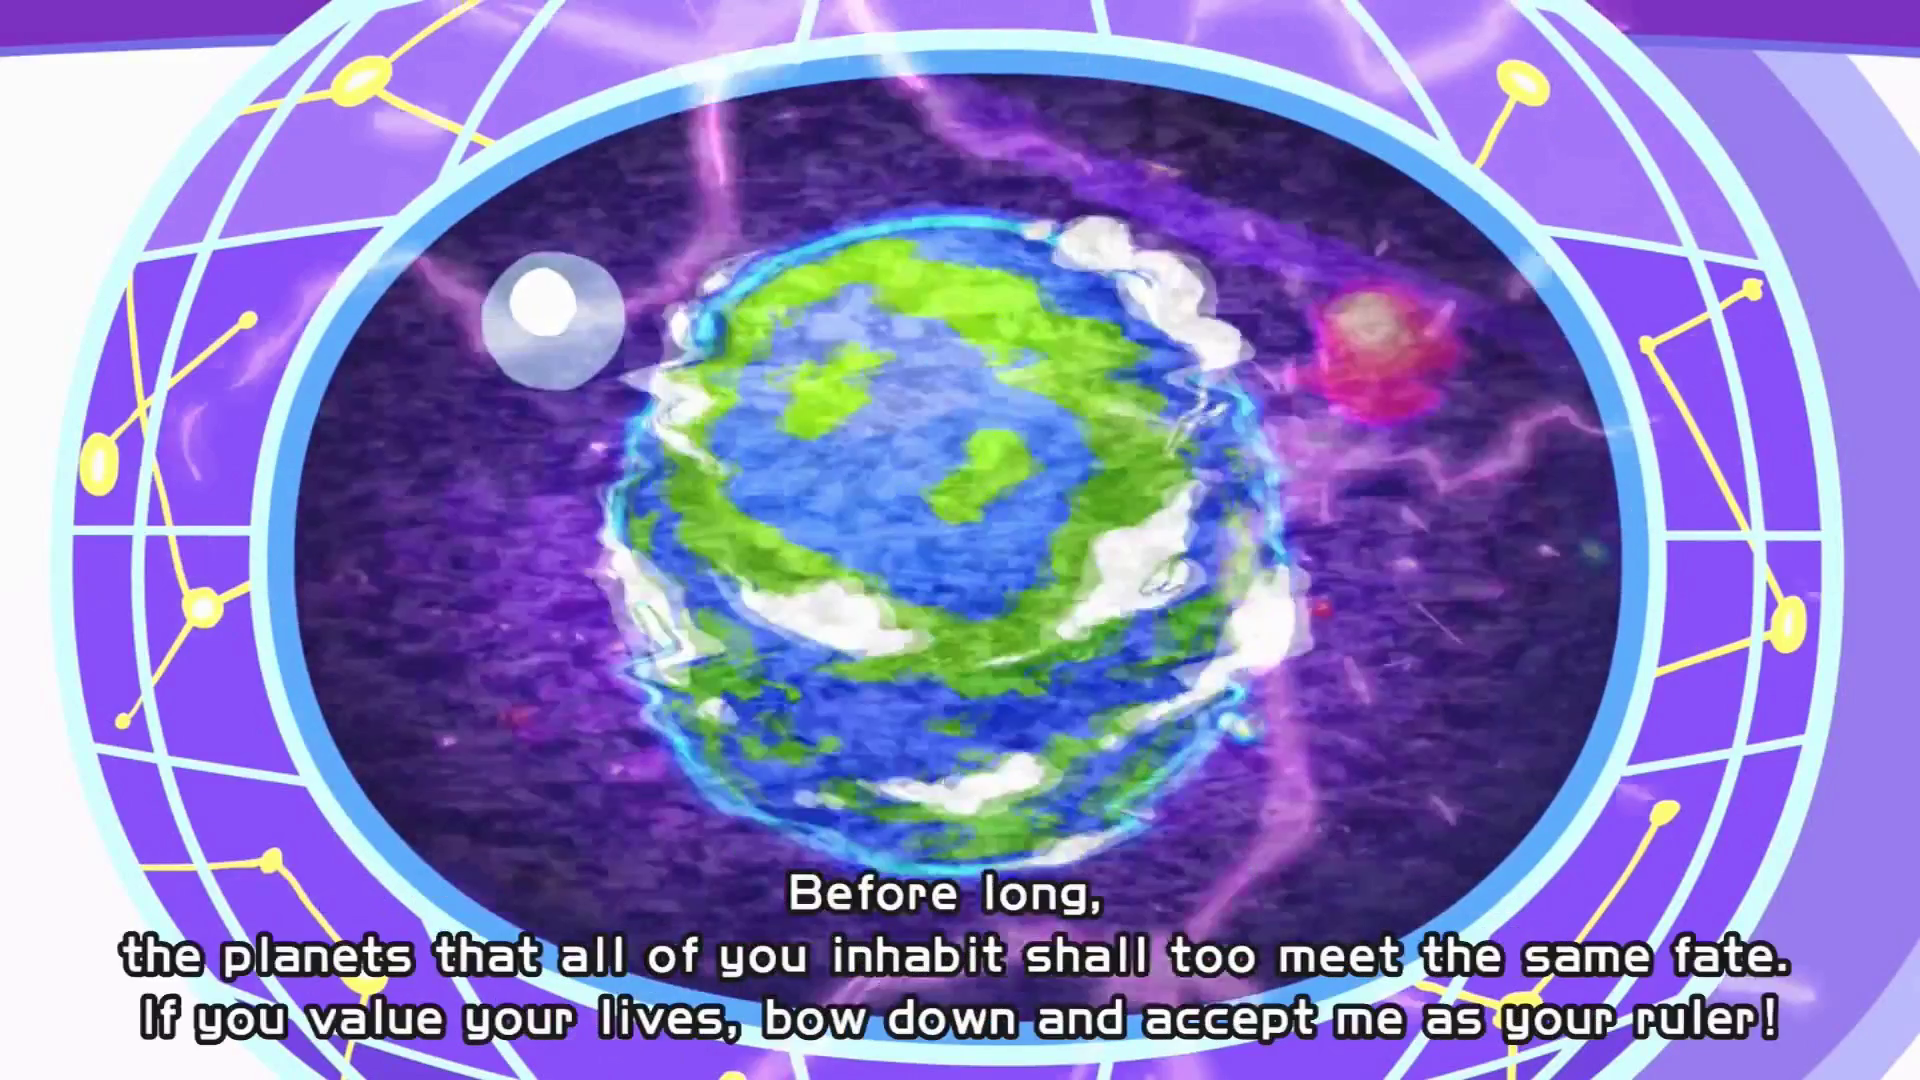 Before long,
the planets that all of you inhabit shall too meet the same fate.
If you value your lives, bow down and accept me as your ruler!